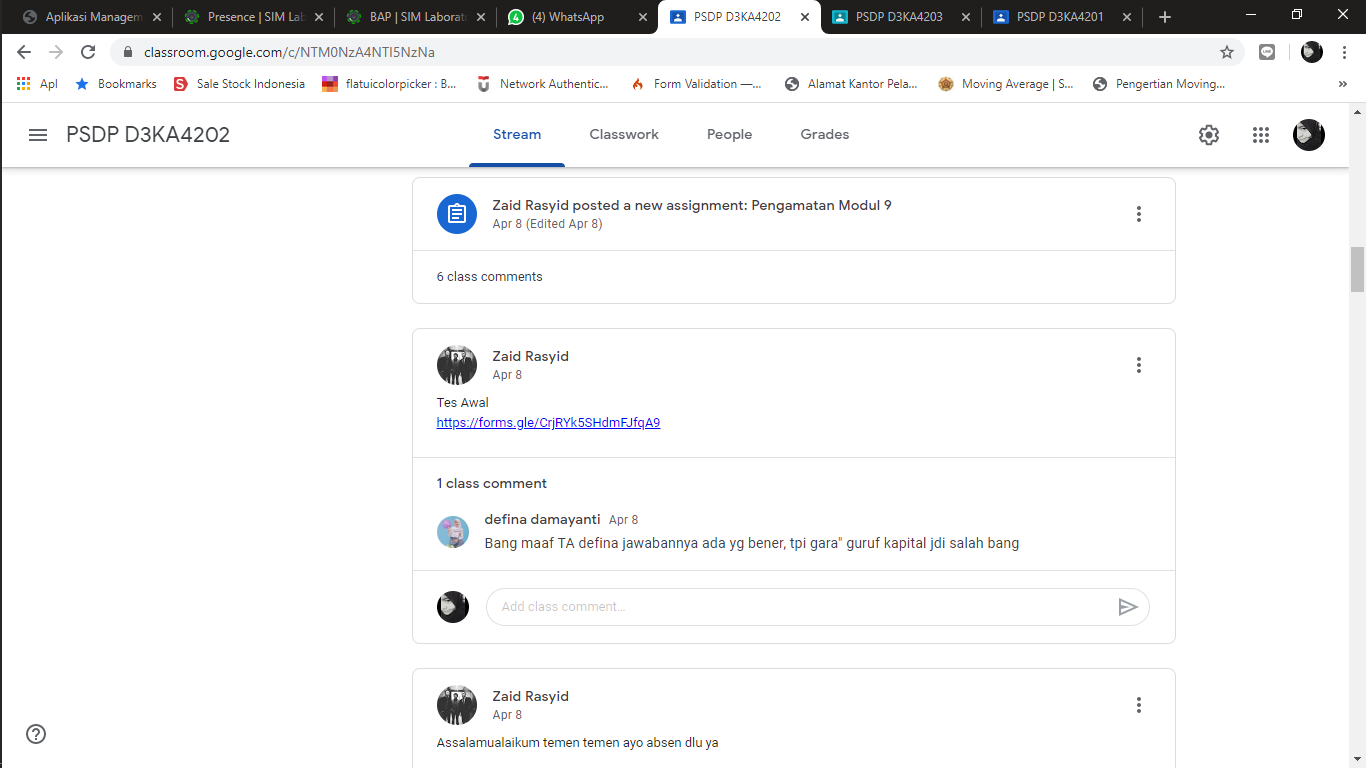 Aplikasi Managem
Presence | SIM Lab
BAP | SIM Laborat
(4) WhatsApp
PSDP D3KA4202
PSDP D3KA4203
PSDP D3KA4201
classroom.google.com/c/NTM0NzA4NTI5NzNa
Apl
Bookmarks
Sale Stock Indonesia
flatuicolorpicker : B...
Network Authentic...
Form Validation —...
Alamat Kantor Pela...
Moving Average | S...
Pengertian Moving...
»
PSDP D3KA4202
Stream
Classwork
People
Grades
Zaid Rasyid posted a new assignment: Pengamatan Modul 9
Apr 8 (Edited Apr 8)
6 class comments
Zaid Rasyid
Apr 8
Tes Awal
https://forms.gle/CrjRYk5SHdmFJfqA9
1 class comment
defina damayanti Apr 8
Bang maaf TA defina jawabannya ada yg bener, tpi gara" guruf kapital jdi salah bang
Add class comment...
Zaid Rasyid
Apr 8
Assalamualaikum temen temen ayo absen dlu ya